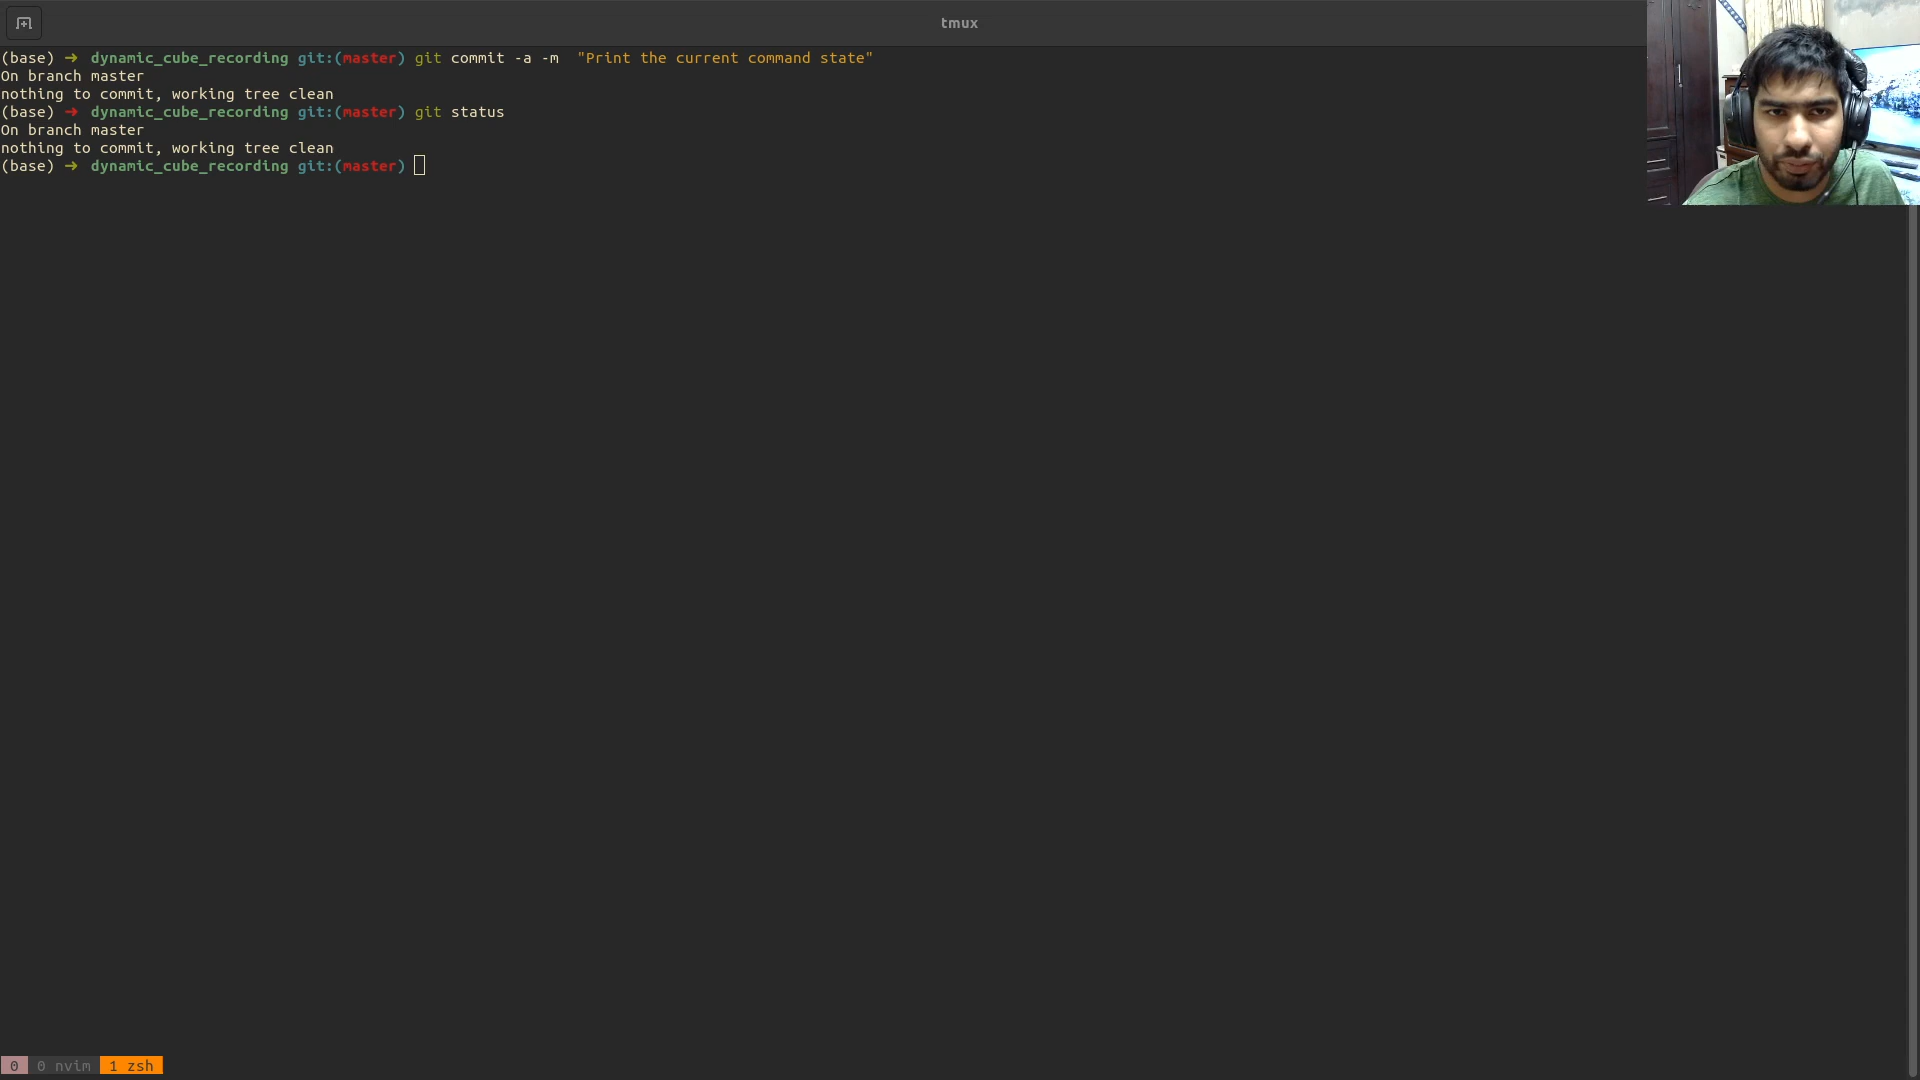 tmux
(base) ➜ dynamic_cube_recording git:(master) git commit -a -m  "Print the current command state"
On branch master
nothing to commit, working tree clean
(base) ➜ dynamic_cube_recording git:(master) git status
On branch master
nothing to commit, working tree clean
(base) ➜ dynamic_cube_recording git:(master)
0 0 nvim 1 zsh